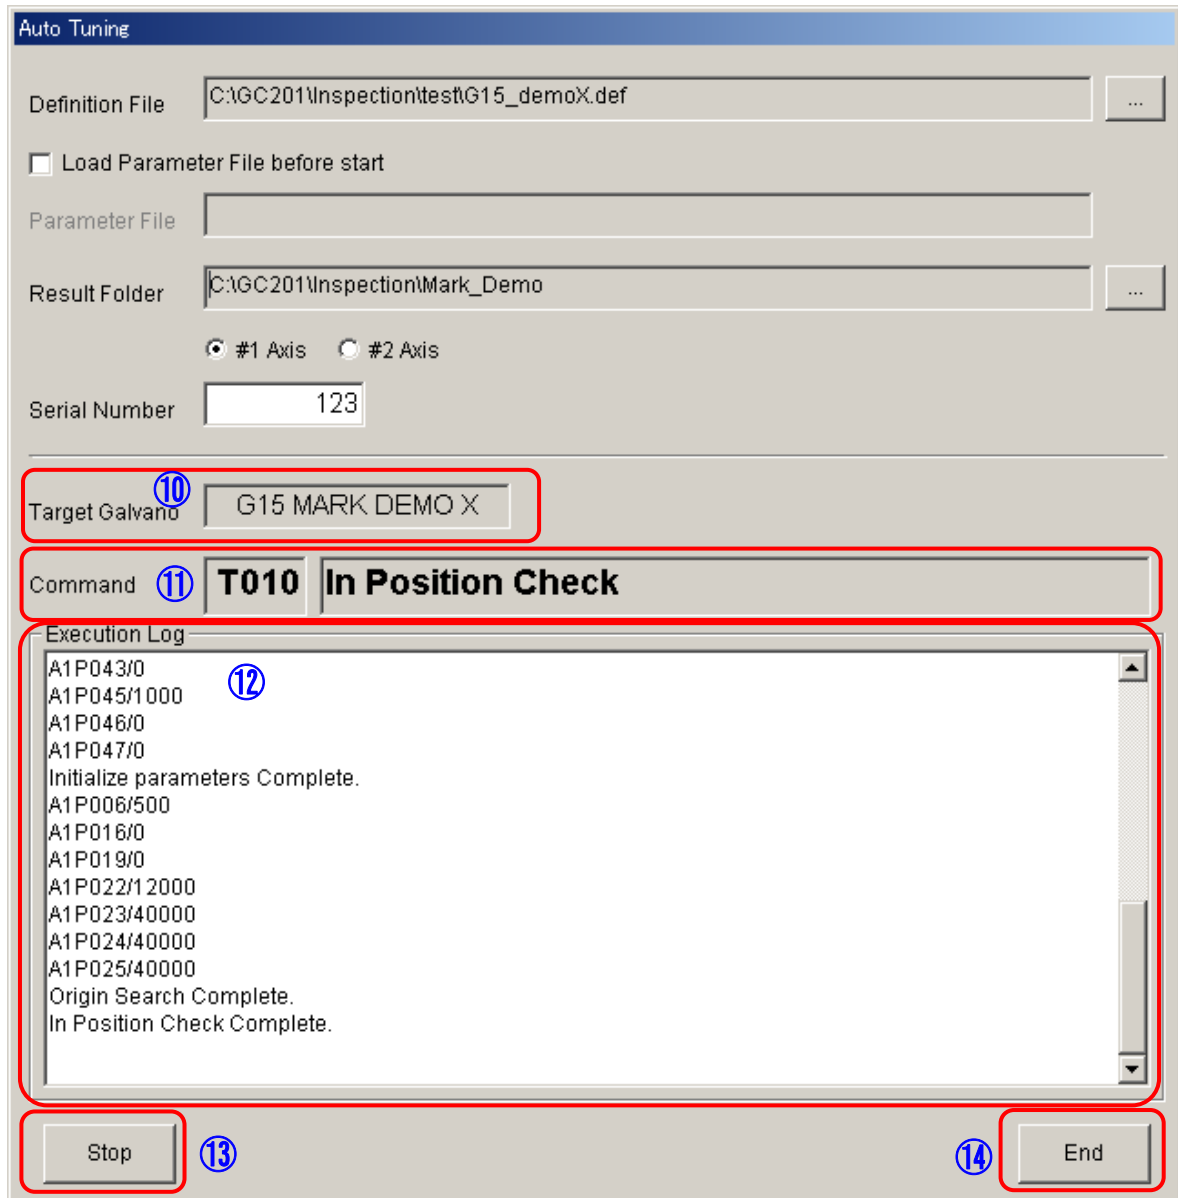 Auto Tuning
Definition File C:\GC201\Inspection\test\G15_demoX.def ...
Load Parameter File before start
Parameter File
Result Folder C:\GC201\Inspection\Mark_Demo ...
#1 Axis #2 Axis
Serial Number 123
⑩
Target Galvano G15 MARK DEMO X
Command ⑪ T010 In Position Check
Execution Log
⑫
A1P043/0
A1P045/1000
A1P046/0
A1P047/0
Initialize parameters Complete.
A1P006/500
A1P016/0
A1P019/0
A1P022/12000
A1P023/40000
A1P024/40000
A1P025/40000
Origin Search Complete.
In Position Check Complete.
Stop ⑬ ⑭ End